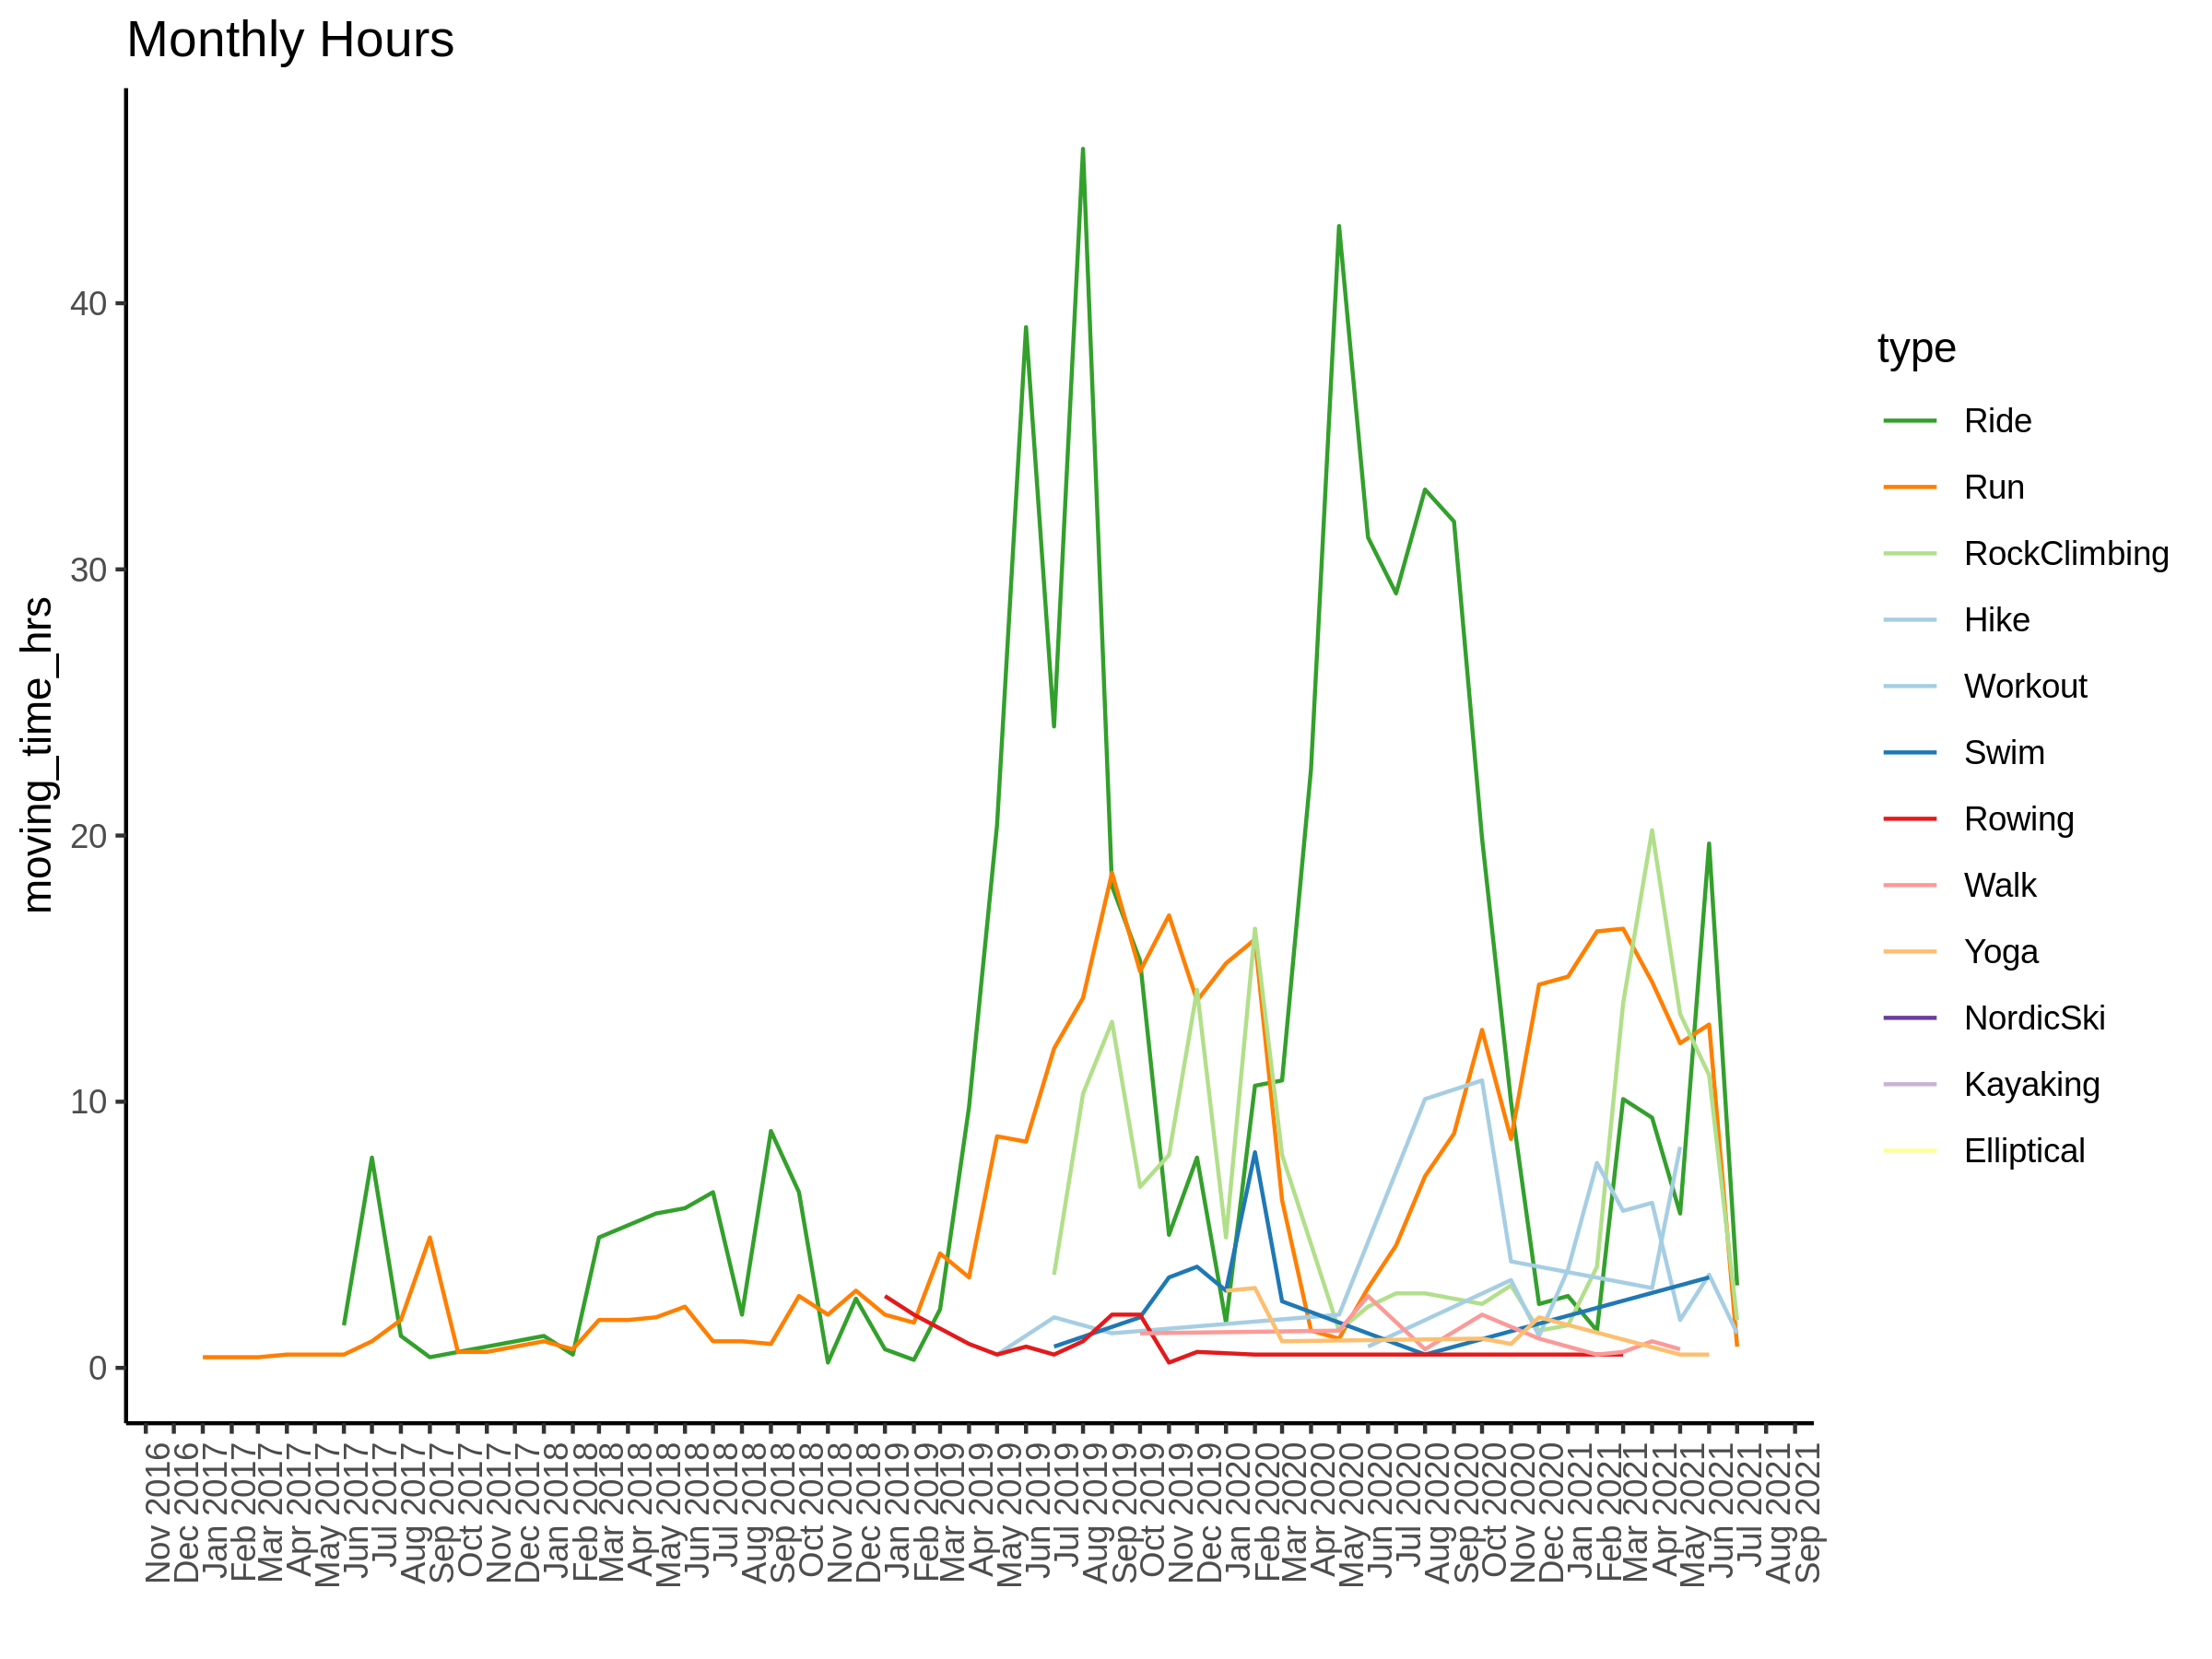 Monthly Hours
moving_time_hrs
40
30
20
10
0
Nov 2016
Dec 2016
Jan 2017
Feb 2017
Mar 2017
Apr 2017
May 2017
Jun 2017
Jul 2017
Aug 2017
Sep 2017
Oct 2017
Nov 2017
Dec 2017
Jan 2018
Feb 2018
Mar 2018
Apr 2018
May 2018
Jun 2018
Jul 2018
Aug 2018
Sep 2018
Oct 2018
Nov 2018
Dec 2018
Jan 2019
Feb 2019
Mar 2019
Apr 2019
May 2019
Jun 2019
Jul 2019
Aug 2019
Sep 2019
Oct 2019
Nov 2019
Dec 2019
Jan 2020
Feb 2020
Mar 2020
Apr 2020
May 2020
Jun 2020
Jul 2020
Aug 2020
Sep 2020
Oct 2020
Nov 2020
Dec 2020
Jan 2021
Feb 2021
Mar 2021
Apr 2021
May 2021
Jun 2021
Jul 2021
Aug 2021
Sep 2021
type
Ride
Run
RockClimbing
Hike
Workout
Swim
Rowing
Walk
Yoga
NordicSki
Kayaking
Elliptical